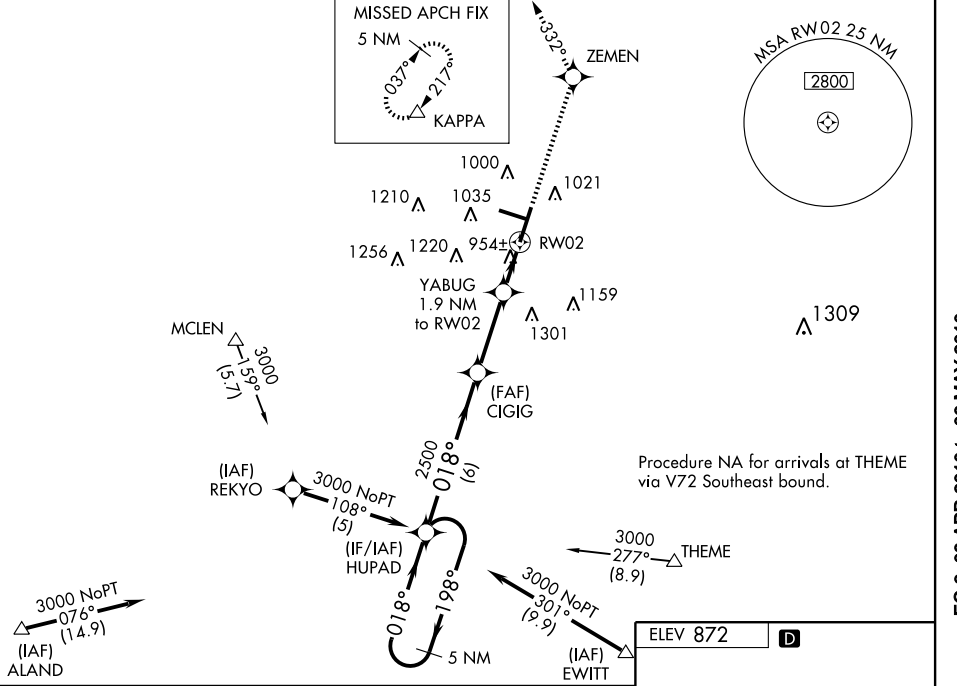 MISSED APCH FIX
5 NM
037°
217°
KAPPA
332°
ZEMEN
MSA RW02 25 NM
2800
1000
1210
1035
1021
1256
1220
954±
RW02
YABUG
1.9 NM
to RW02
1159
1301
1309
MCLEN
3000
159°
(5.7)
(FAF)
CIGIG
2500
018°
(6)
Procedure NA for arrivals at THEME
via V72 Southeast bound.
(IAF)
REKYO
3000 NoPT
108°
(5)
(IF/IAF)
HUPAD
3000
277°
(8.9)
THEME
018°
198°
5 NM
3000 NoPT
301°
(9.9)
(IAF)
EWITT
3000 NoPT
076°
(14.9)
(IAF)
ALAND
ELEV 872
D